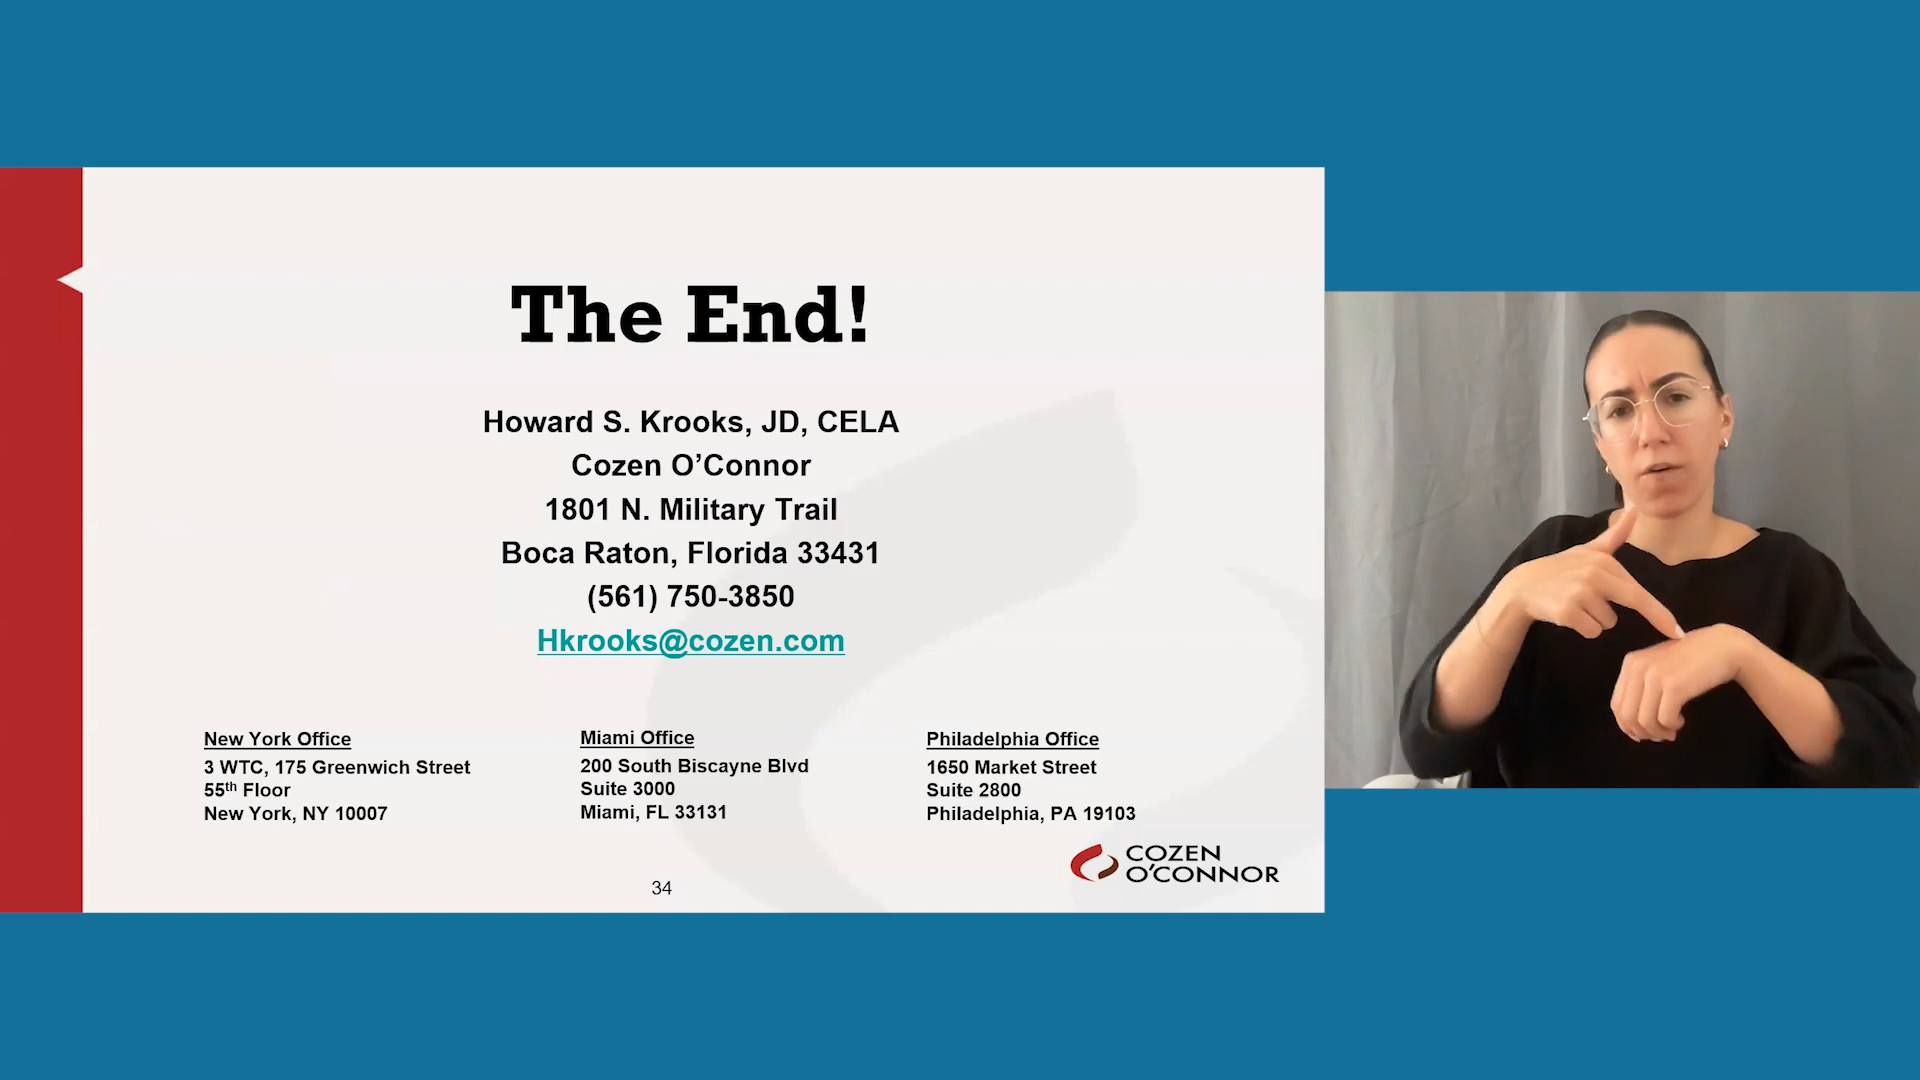 The End!
Howard S. Krooks, JD, CELA
Cozen O’Connor
1801 N. Military Trail
Boca Raton, Florida 33431
(561) 750-3850
Hkrooks@cozen.com
New York Office
3 WTC, 175 Greenwich Street
55th Floor
New York, NY 10007
Miami Office
200 South Biscayne Blvd
Suite 3000
Miami, FL 33131
Philadelphia Office
1650 Market Street
Suite 2800
Philadelphia, PA 19103
COZEN
O’CONNOR
34